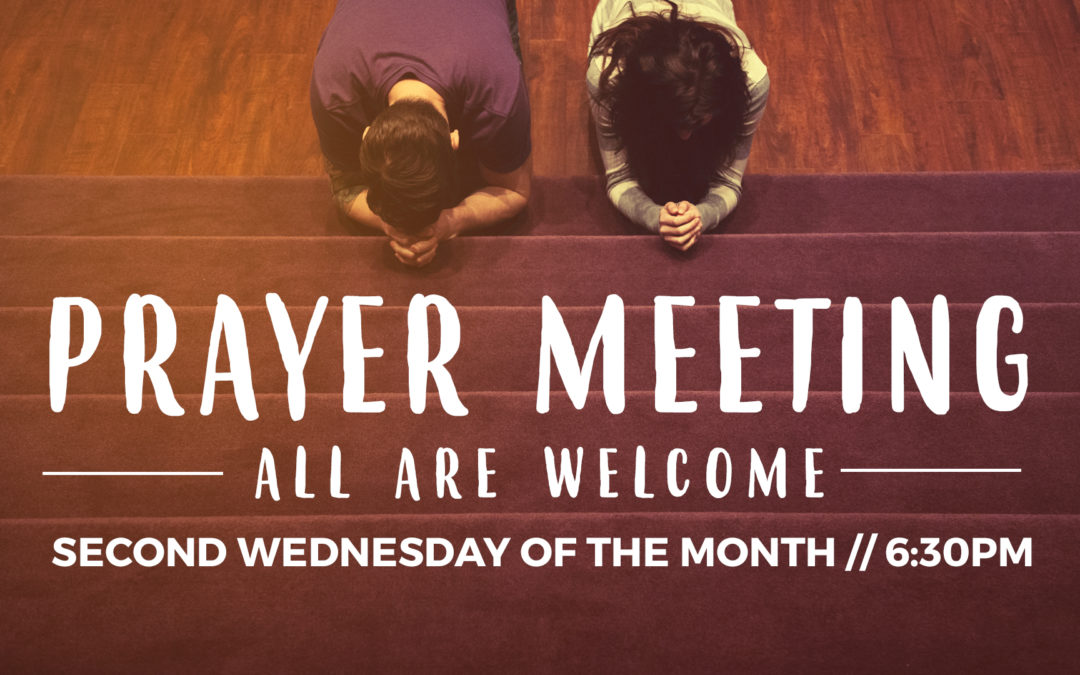 PRAYER MEETING
ALL ARE WELCOME
SECOND WEDNESDAY OF THE MONTH // 6:30PM